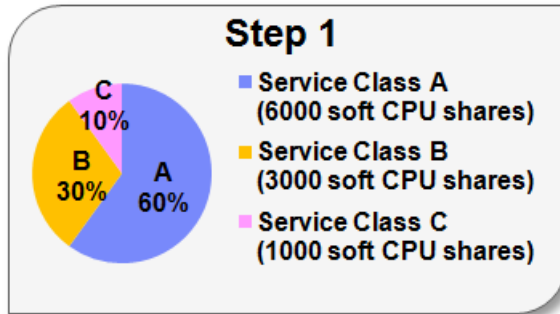 Step 1
C
10%
B
30%
A
60%
Service Class A
(6000 soft CPU shares)
Service Class B
(3000 soft CPU shares)
Service Class C
(1000 soft CPU shares)